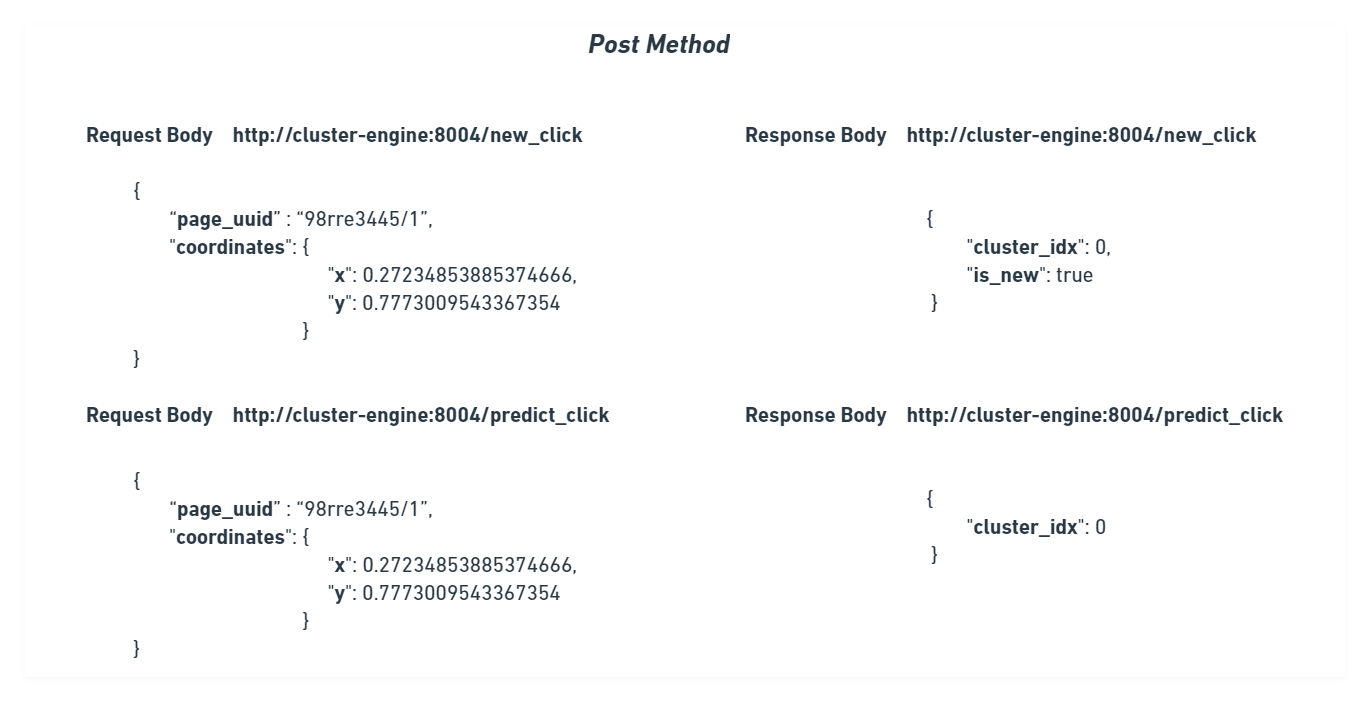 Post Method
Request Body http://cluster-engine:8004/new_click
{
“page_uuid” : “98rre3445/1”,
"coordinates": {
"x": 0.27234853885374666,
"y": 0.7773009543367354
}
}
Response Body http://cluster-engine:8004/new_click
{
"cluster_idx": 0,
"is_new": true
}
Request Body http://cluster-engine:8004/predict_click
{
“page_uuid” : “98rre3445/1”,
"coordinates": {
"x": 0.27234853885374666,
"y": 0.7773009543367354
}
}
Response Body http://cluster-engine:8004/predict_click
{
"cluster_idx": 0
}